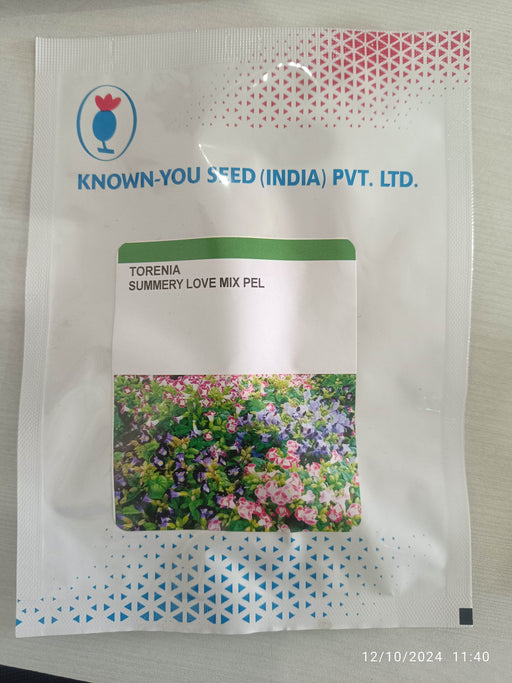 KNOWN-YOU SEED (INDIA) PVT. LTD.
TORENIA
SUMMERY LOVE MIX PEL
12/10/2024 11:40